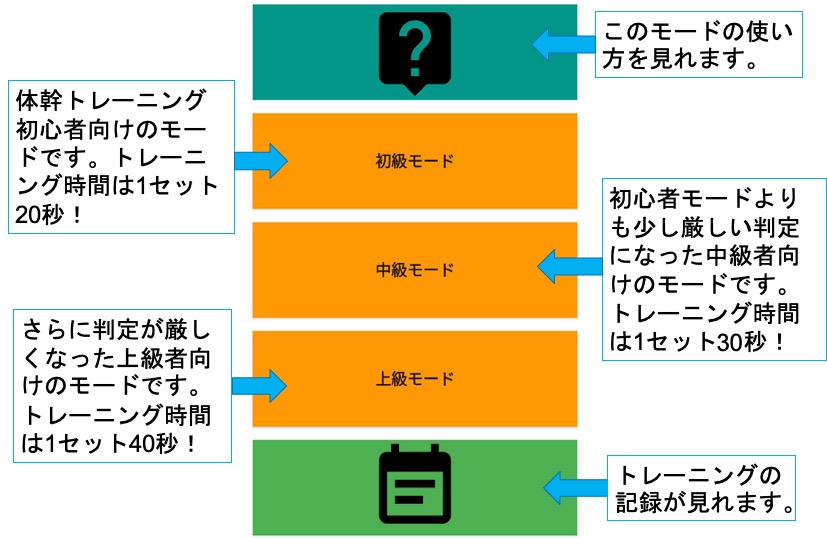 このモードの使い
方を見れます。
体幹トレーニング
初心者向けのモー
ドです。トレーニ
ング時間は1セット
20秒！
初級モード
初心者モードより
も少し厳しい判定
になった中級者向
けのモードです。
トレーニング時間
は1セット30秒！
中級モード
さらに判定が厳し
くなった上級者向
けのモードです。
トレーニング時間
は1セット40秒！
上級モード
トレーニングの
記録が見れます。